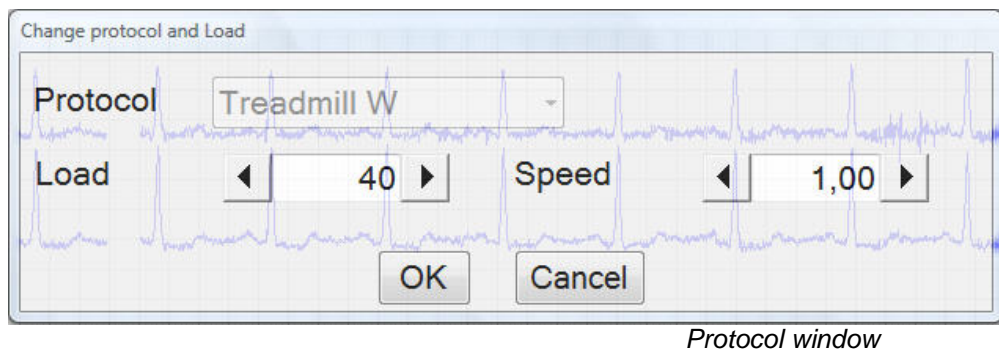 Change protocol and Load
Protocol Treadmill W
Load 40 Speed 1,00
OK Cancel
Protocol window